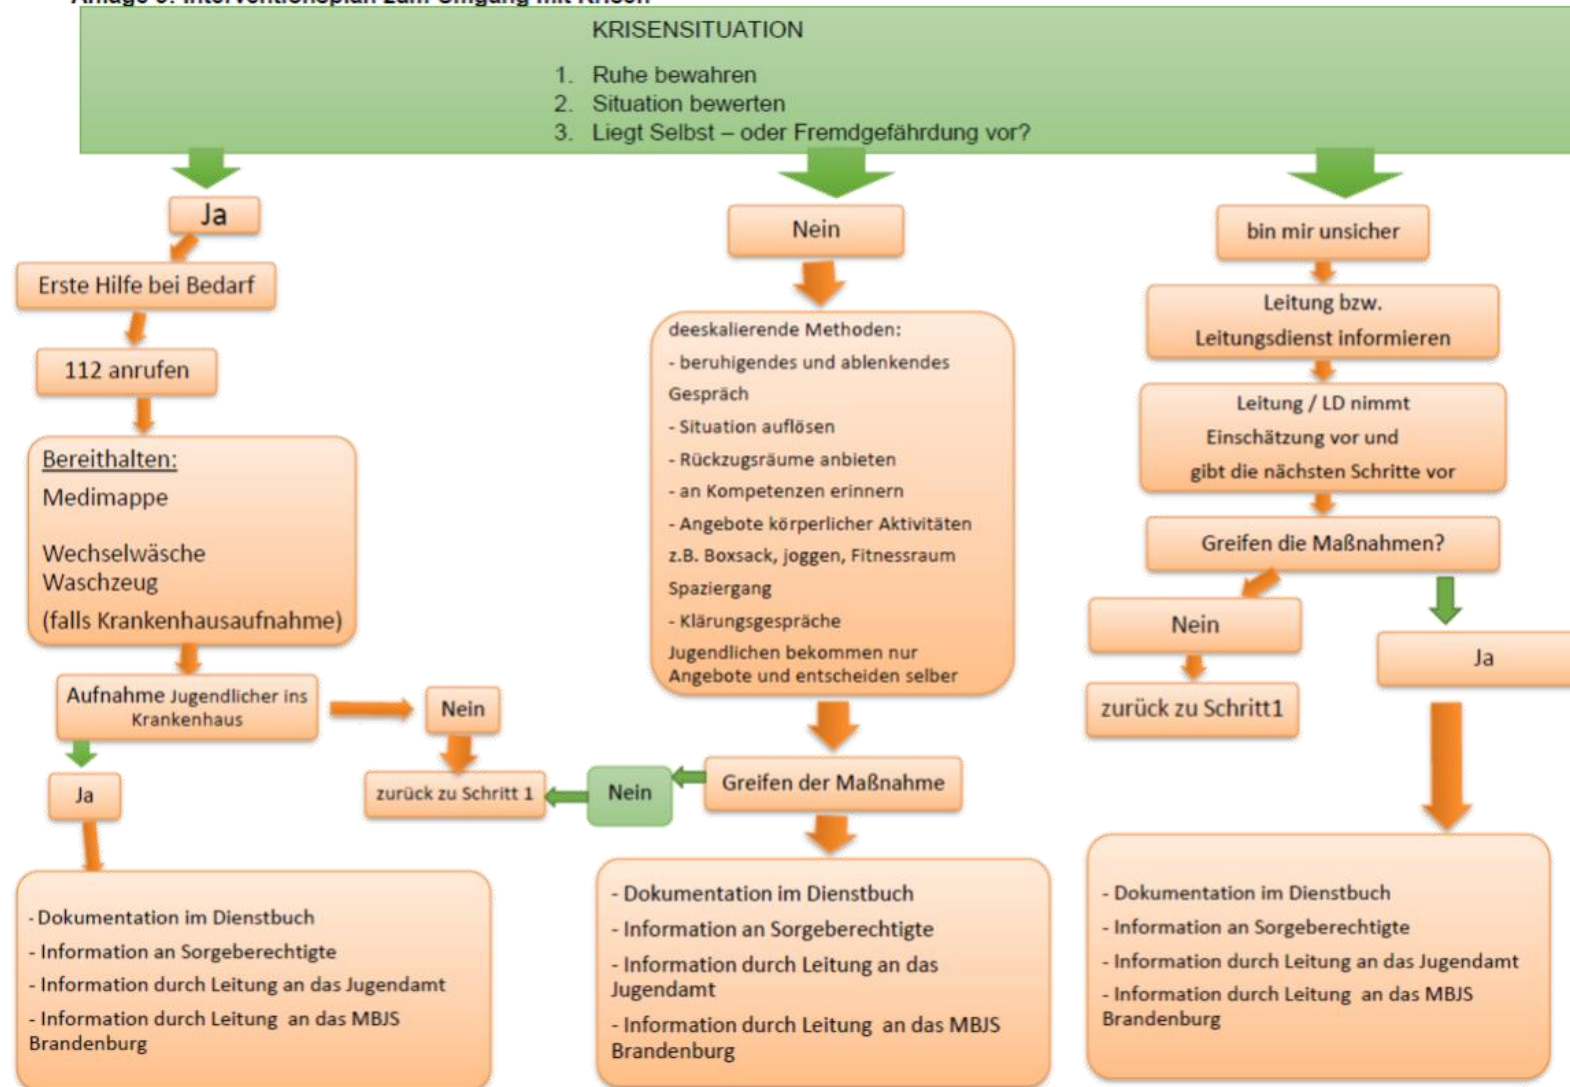 Anlage 9: Interventionsplan zum Umgang mit Krisen
KRISENSITUATION
1. Ruhe bewahren
2. Situation bewerten
3. Liegt Selbst – oder Fremdgefährdung vor?
Ja
Erste Hilfe bei Bedarf
112 anrufen
Bereithalten:
Medimappe
Wechselwäsche
Waschzeug
(falls Krankenhausaufnahme)
Aufnahme Jugendlicher ins
Krankenhaus
Nein
zurück zu Schritt 1
Ja
- Dokumentation im Dienstbuch
- Information an Sorgeberechtigte
- Information durch Leitung an das Jugendamt
- Information durch Leitung an das MBJS
Brandenburg
Nein
deeskalierende Methoden:
- beruhigendes und ablenkendes
Gespräch
- Situation auflösen
- Rückzugsräume anbieten
- an Kompetenzen erinnern
- Angebote körperlicher Aktivitäten
z.B. Boxsack, joggen, Fitnessraum
Spaziergang
- Klärungsgespräche
Jugendlichen bekommen nur
Angebote und entscheiden selber
Greifen der Maßnahme
Nein
- Dokumentation im Dienstbuch
- Information an Sorgeberechtigte
- Information durch Leitung an das
Jugendamt
- Information durch Leitung an das MBJS
Brandenburg
bin mir unsicher
Leitung bzw.
Leitungsdienst informieren
Leitung / LD nimmt
Einschätzung vor und
gibt die nächsten Schritte vor
Greifen die Maßnahmen?
Nein
zurück zu Schritt1
Ja
- Dokumentation im Dienstbuch
- Information an Sorgeberechtigte
- Information durch Leitung an das Jugendamt
- Information durch Leitung an das MBJS
Brandenburg